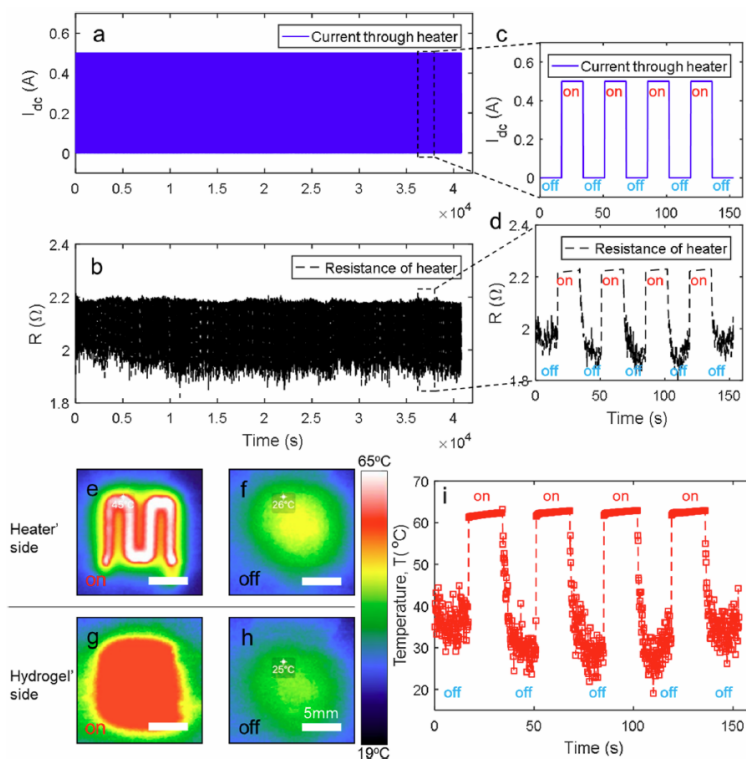 a
Current through heater
I_dc (A)
0.6
0.4
0.2
0
0 0.5 1 1.5 2 2.5 3 3.5 4
× 10⁴
c
Current through heater
I_dc (A)
0.6
0.4
0.2
0
on on on on
off off off off off
0 50 100 150
b
Resistance of heater
R (Ω)
2.4
2.2
2
1.8
0 0.5 1 1.5 2 2.5 3 3.5 4
Time (s)
× 10⁴
d
Resistance of heater
R (Ω)
2.4
2.2
2
1.8
on on on on
off off off off off
0 50 100 150
Time (s)
Heater'
side
e
on
f
26°C
off
65°C
Hydrogel'
side
g
on
h
25°C
off
5mm
19°C
i
Temperature, T( °C)
70
60
50
40
30
20
on on on on
off off off off off
0 50 100 150
Time (s)